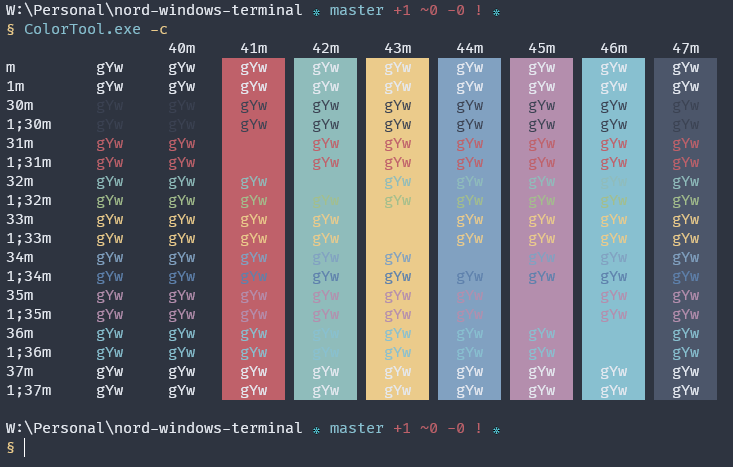 W:\Personal\nord-windows-terminal * master +1 ~0 -0 ! *
§ ColorTool.exe -c
40m 41m 42m 43m 44m 45m 46m 47m
m gYw gYw gYw gYw gYw gYw gYw gYw gYw
1m gYw gYw gYw gYw gYw gYw gYw gYw gYw
30m gYw gYw gYw gYw gYw gYw gYw gYw gYw
1;30m gYw gYw gYw gYw gYw gYw gYw gYw gYw
31m gYw gYw gYw gYw gYw gYw gYw gYw
1;31m gYw gYw gYw gYw gYw gYw gYw gYw
32m gYw gYw gYw gYw gYw gYw gYw gYw
1;32m gYw gYw gYw gYw gYw gYw gYw gYw gYw
33m gYw gYw gYw gYw gYw gYw gYw gYw
1;33m gYw gYw gYw gYw gYw gYw gYw gYw
34m gYw gYw gYw gYw gYw gYw gYw gYw
1;34m gYw gYw gYw gYw gYw gYw gYw gYw gYw
35m gYw gYw gYw gYw gYw gYw gYw gYw
1;35m gYw gYw gYw gYw gYw gYw gYw gYw
36m gYw gYw gYw gYw gYw gYw gYw gYw
1;36m gYw gYw gYw gYw gYw gYw gYw gYw
37m gYw gYw gYw gYw gYw gYw gYw gYw gYw
1;37m gYw gYw gYw gYw gYw gYw gYw gYw gYw
W:\Personal\nord-windows-terminal * master +1 ~0 -0 ! *
§